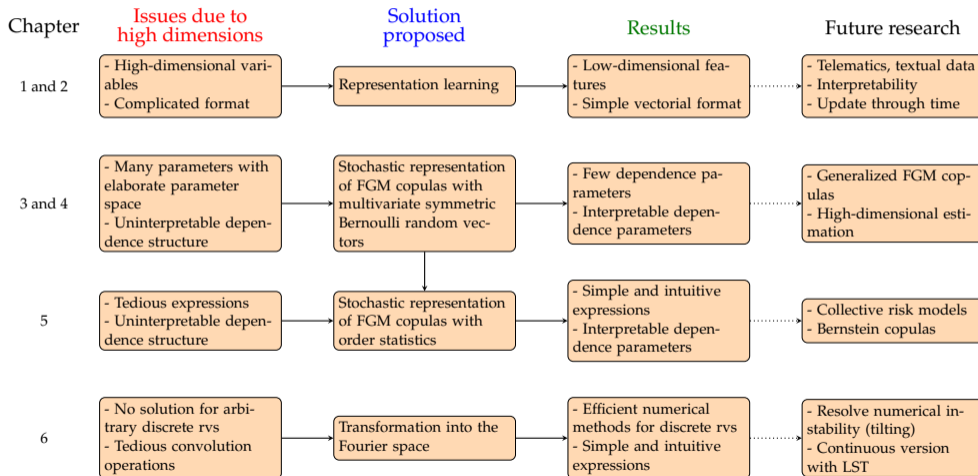 Chapter
Issues due to
high dimensions
Solution
proposed
Results
Future research
1 and 2
- High-dimensional vari-
ables
- Complicated format
Representation learning
- Low-dimensional fea-
tures
- Simple vectorial format
- Telematics, textual data
- Interpretability
- Update through time
3 and 4
- Many parameters with
elaborate parameter
space
- Uninterpretable depen-
dence structure
Stochastic representation
of FGM copulas with
multivariate symmetric
Bernoulli random vec-
tors
- Few dependence pa-
rameters
- Interpretable depen-
dence parameters
- Generalized FGM cop-
ulas
- High-dimensional esti-
mation
5
- Tedious expressions
- Uninterpretable depen-
dence structure
Stochastic representation
of FGM copulas with
order statistics
- Simple and intuitive
expressions
- Interpretable depen-
dence parameters
- Collective risk models
- Bernstein copulas
6
- No solution for arbi-
trary discrete rvs
- Tedious convolution
operations
Transformation into the
Fourier space
- Efficient numerical
methods for discrete rvs
- Simple and intuitive
expressions
- Resolve numerical in-
stability (tilting)
- Continuous version
with LST